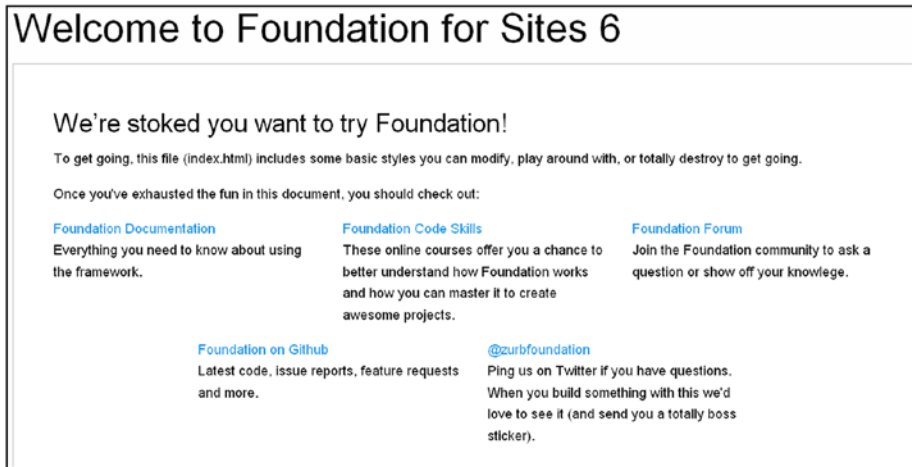 Welcome to Foundation for Sites 6
We're stoked you want to try Foundation!
To get going, this file (index.html) includes some basic styles you can modify, play around with, or totally destroy to get going.
Once you've exhausted the fun in this document, you should check out:
Foundation Documentation
Everything you need to know about using
the framework.
Foundation Code Skills
These online courses offer you a chance to
better understand how Foundation works
and how you can master it to create
awesome projects.
Foundation Forum
Join the Foundation community to ask a
question or show off your knowlege.
Foundation on Github
Latest code, issue reports, feature requests
and more.
@zurbfoundation
Ping us on Twitter if you have questions.
When you build something with this we'd
love to see it (and send you a totally boss
sticker).